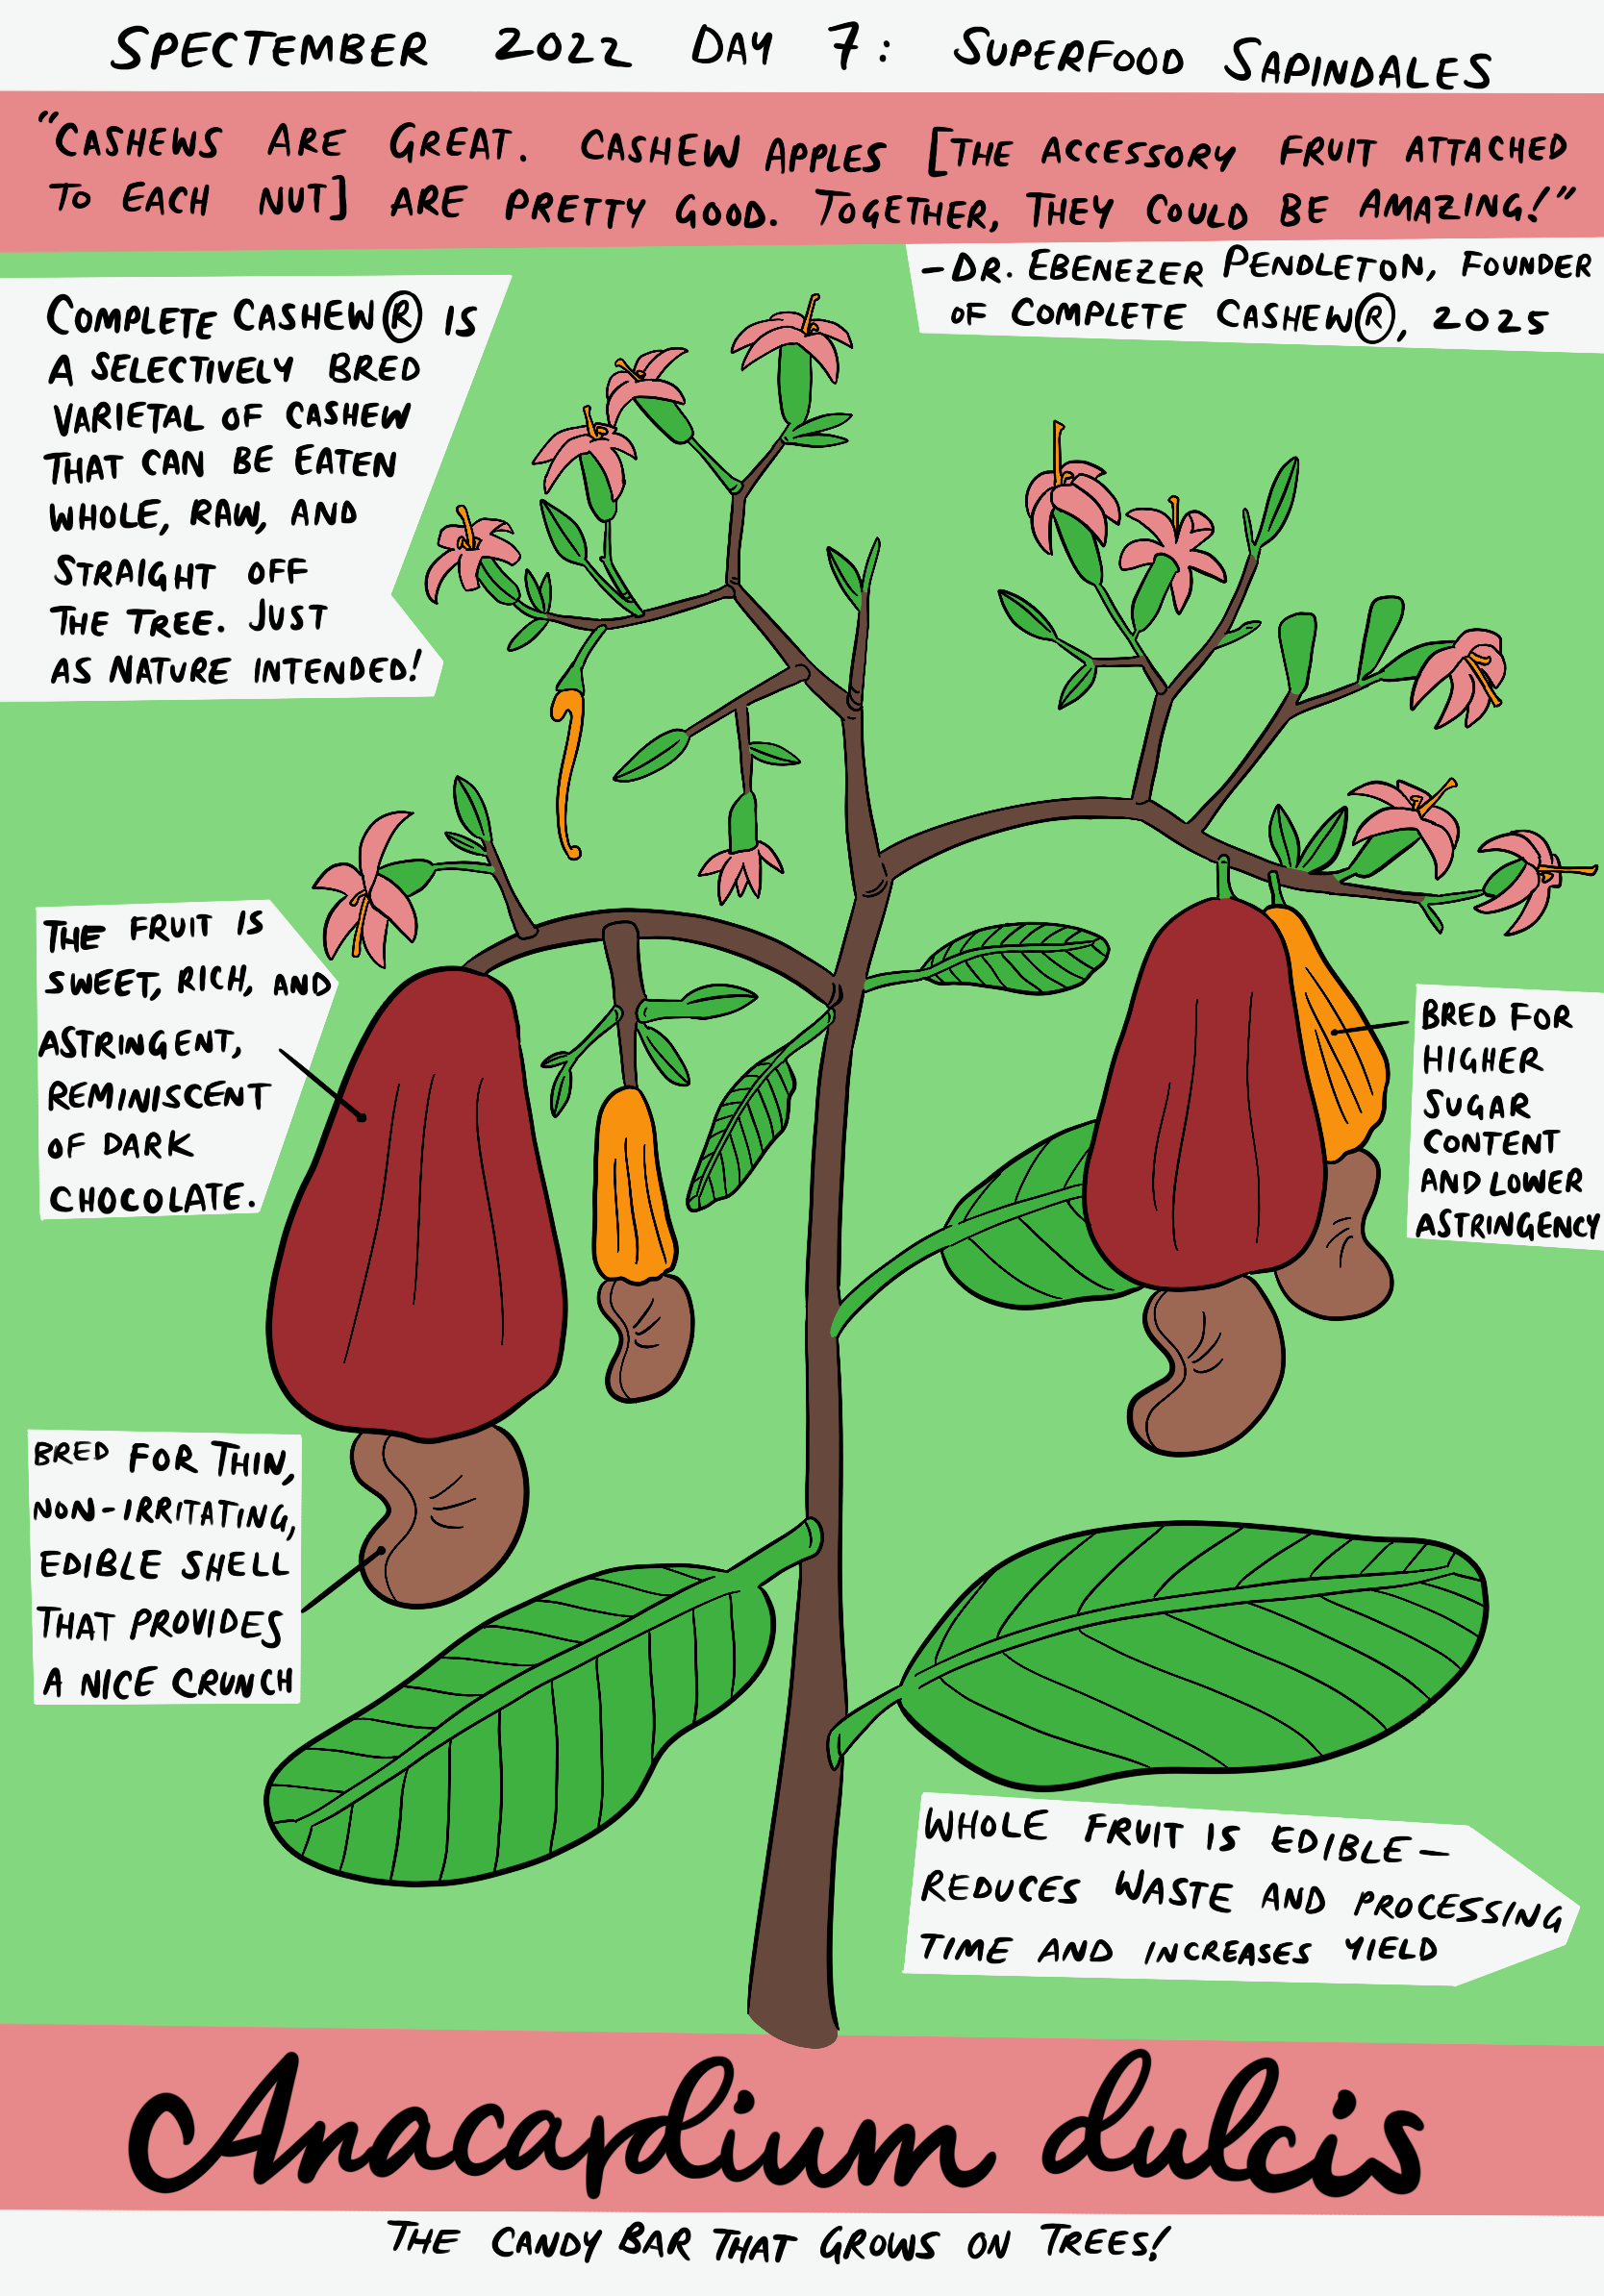 SPECTEMBER 2022 DAY 7: SUPERFOOD SAPINDALES
"CASHEWS ARE GREAT. CASHEW APPLES [THE ACCESSORY FRUIT ATTACHED
TO EACH NUT] ARE PRETTY GOOD. TOGETHER, THEY COULD BE AMAZING!"
-DR. EBENEZER PENDLETON, FOUNDER
OF COMPLETE CASHEW®, 2025
COMPLETE CASHEW® IS
A SELECTIVELY BRED
VARIETAL OF CASHEW
THAT CAN BE EATEN
WHOLE, RAW, AND
STRAIGHT OFF
THE TREE. JUST
AS NATURE INTENDED!
THE FRUIT IS
SWEET, RICH, AND
ASTRINGENT,
REMINISCENT
OF DARK
CHOCOLATE.
BRED FOR
HIGHER
SUGAR
CONTENT
AND LOWER
ASTRINGENCY
BRED FOR THIN,
NON-IRRITATING,
EDIBLE SHELL
THAT PROVIDES
A NICE CRUNCH
WHOLE FRUIT IS EDIBLE—
REDUCES WASTE AND PROCESSING
TIME AND INCREASES YIELD
Anacardium dulcis
THE CANDY BAR THAT GROWS ON TREES!